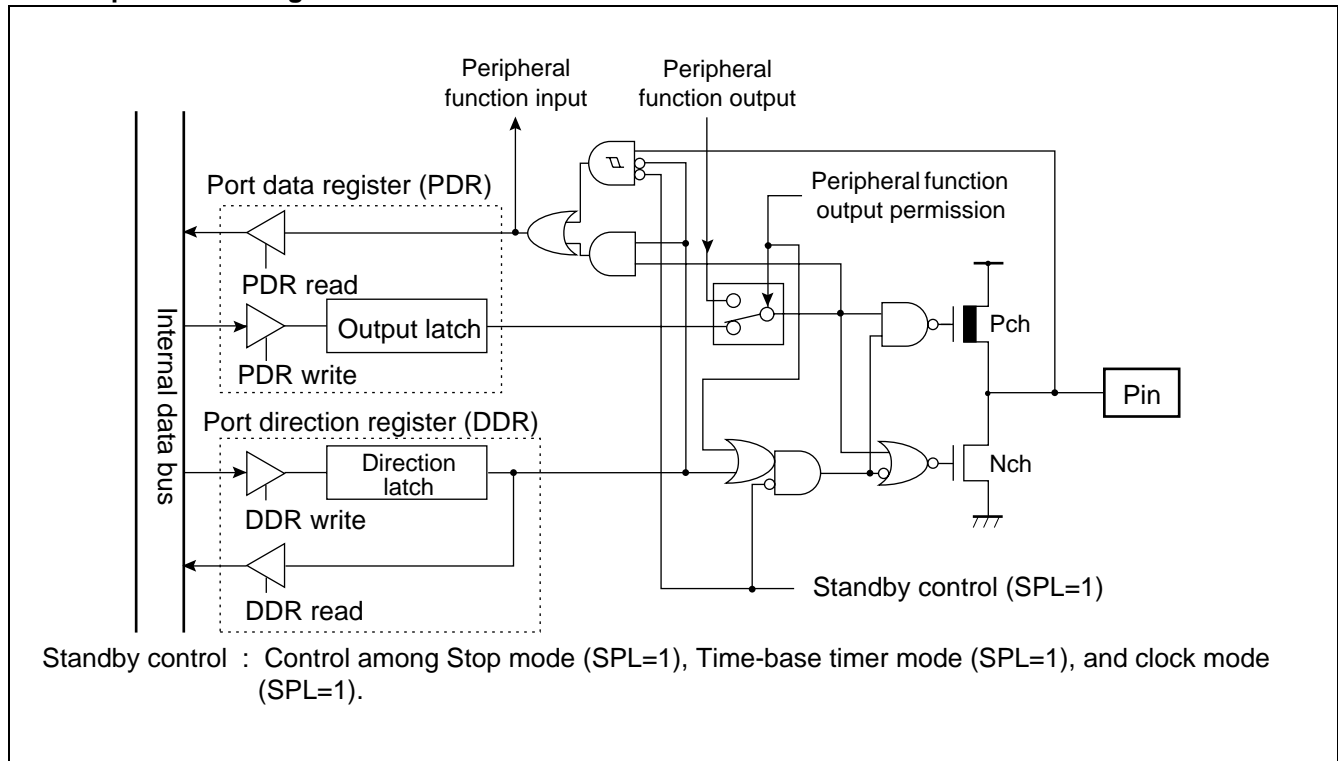 Peripheral
function input
Peripheral
function output
Port data register (PDR)
Peripheral function
output permission
PDR read
Output latch
PDR write
Internal data bus
Pch
Pin
Port direction register (DDR)
Direction
latch
Nch
DDR write
Standby control (SPL=1)
DDR read
Standby control : Control among Stop mode (SPL=1), Time-base timer mode (SPL=1), and clock mode
(SPL=1).